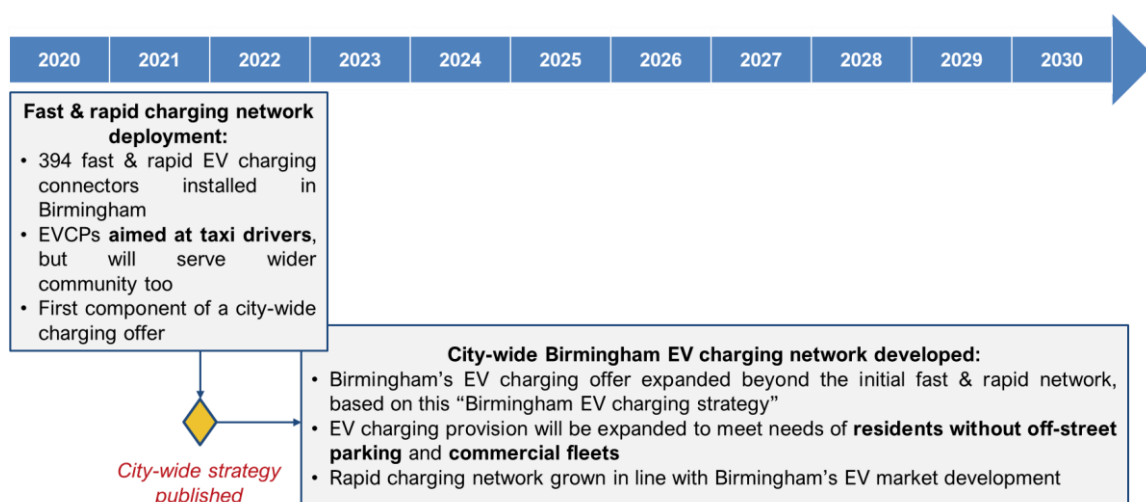 2020 2021 2022 2023 2024 2025 2026 2027 2028 2029 2030
Fast & rapid charging network
deployment:
• 394 fast & rapid EV charging
connectors installed in
Birmingham
• EVCPs aimed at taxi drivers,
but will serve wider
community too
• First component of a city-wide
charging offer
City-wide strategy
published
City-wide Birmingham EV charging network developed:
• Birmingham’s EV charging offer expanded beyond the initial fast & rapid network,
based on this “Birmingham EV charging strategy”
• EV charging provision will be expanded to meet needs of residents without off-street
parking and commercial fleets
• Rapid charging network grown in line with Birmingham’s EV market development